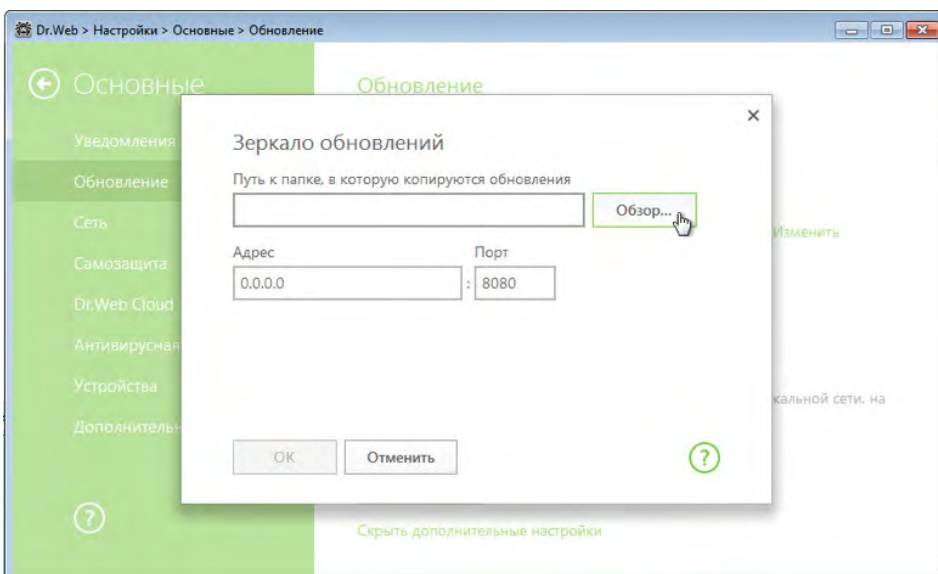 Dr.Web > Настройки > Основные > Обновление
Основные
Уведомления
Обновление
Сеть
Самозащита
Dr.Web Cloud
Антивирусная
Устройства
Обновление
Изменить
кальной сети, на
Скрыть дополнительные настройки
Зеркало обновлений
Путь к папке, в которую копируются обновления
Обзор...
Адрес
Порт
0.0.0.0 : 8080
ОК
Отменить
?
?